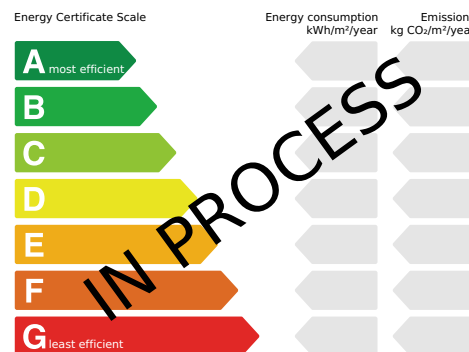 Energy Certificate Scale
Energy consumption
kWh/m²/year
Emission
kg CO₂/m²/year
A most efficient
B
C
D
E
F
G least efficient
IN PROCESS